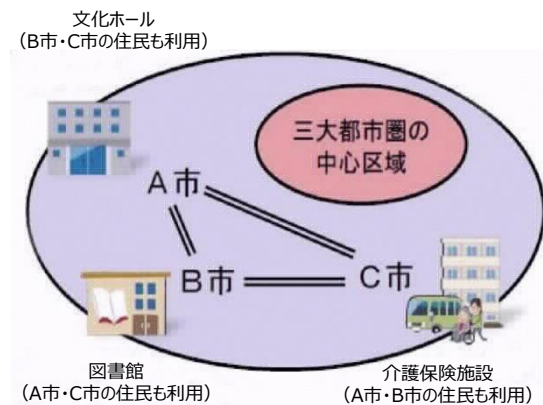 文化ホール
（B市・C市の住民も利用）
三大都市圏の
中心区域
A市
B市
C市
図書館
（A市・C市の住民も利用）
介護保険施設
（A市・B市の住民も利用）